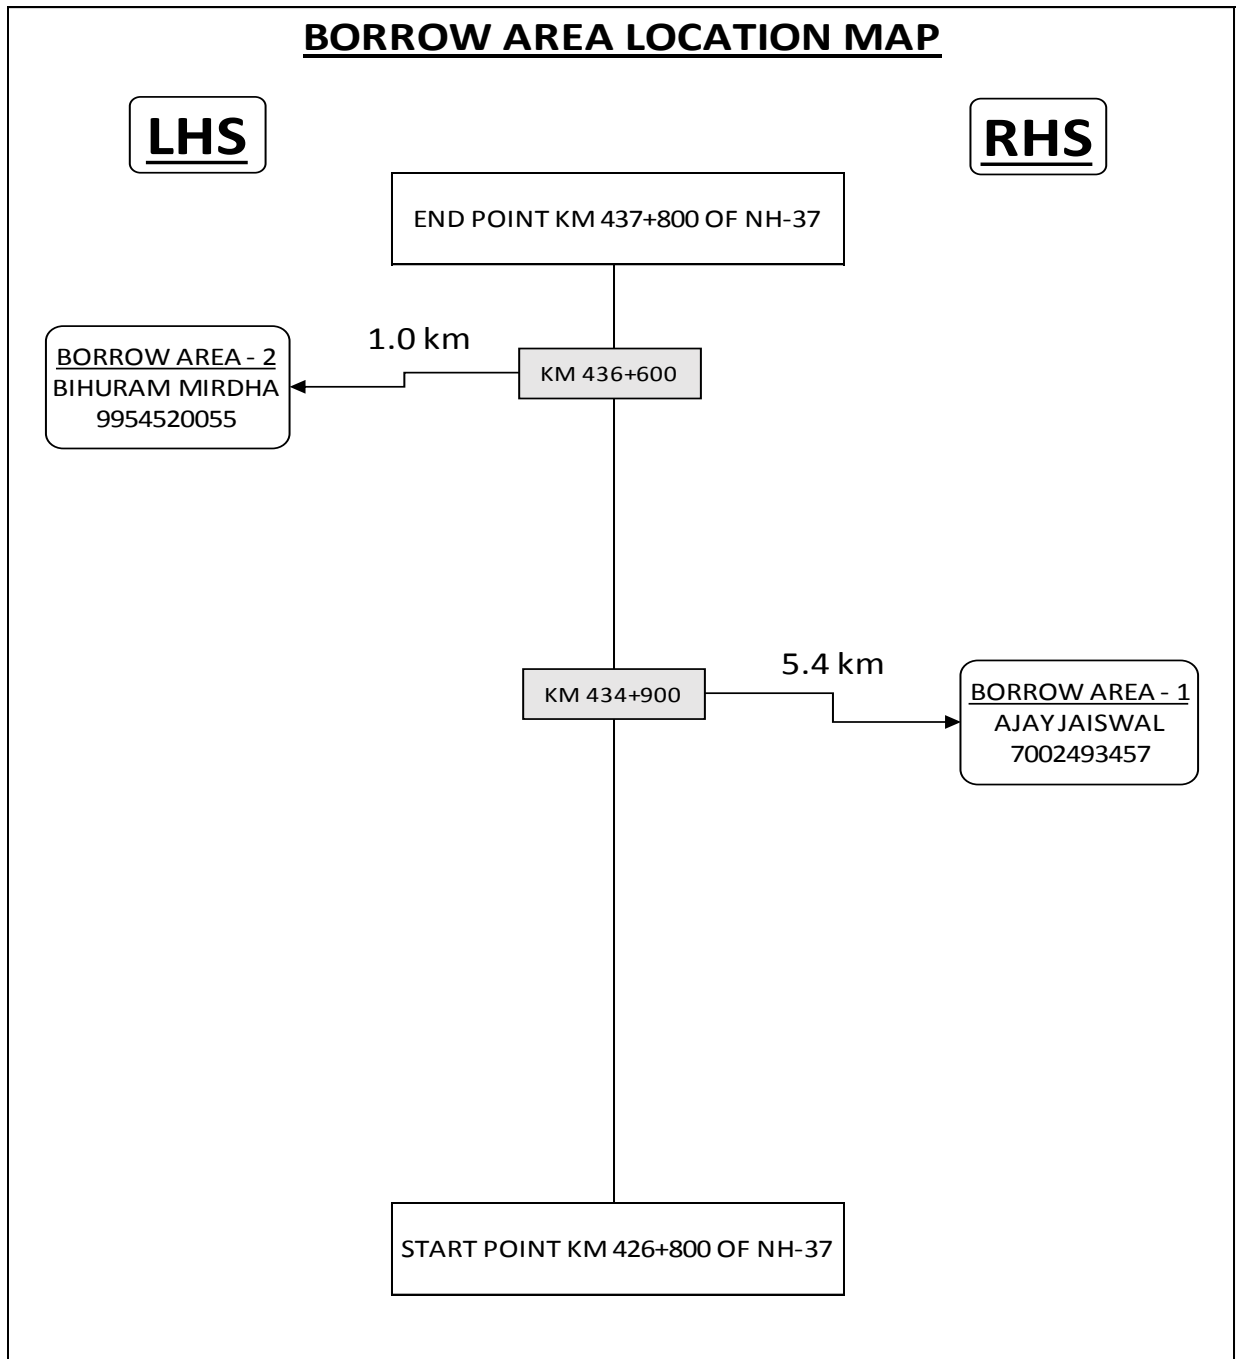 BORROW AREA LOCATION MAP
LHS
RHS
END POINT KM 437+800 OF NH-37
1.0 km
BORROW AREA - 2
BIHURAM MIRDHA
9954520055
KM 436+600
5.4 km
KM 434+900
BORROW AREA - 1
AJAY JAISWAL
7002493457
START POINT KM 426+800 OF NH-37